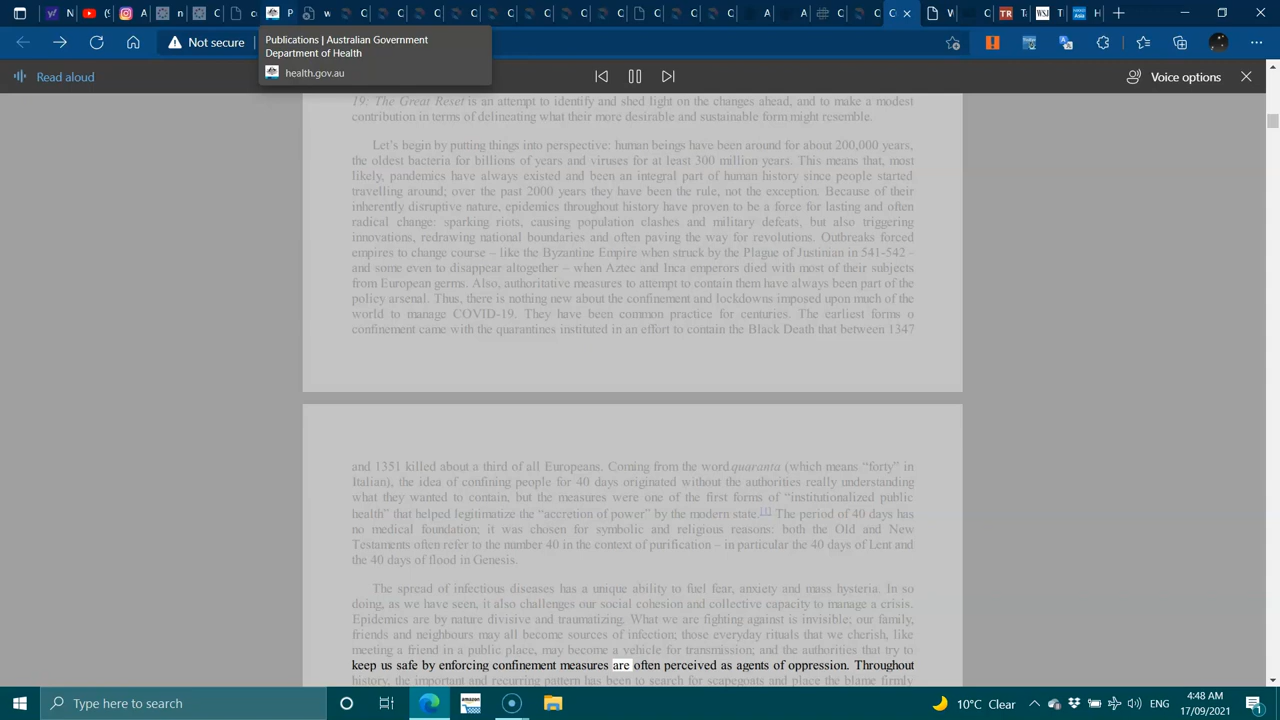 n
P
w
C
C
C
C
C
C
C
C
A
A
C
C
W
C
TR
T
WSJ
H
Publications | Australian Government
Department of Health
health.gov.au
Not secure
Read aloud
Voice options
19: The Great Reset is an attempt to identify and shed light on the changes ahead, and to make a modest
contribution in terms of delineating what their more desirable and sustainable form might resemble.
Let's begin by putting things into perspective: human beings have been around for about 200,000 years,
the oldest bacteria for billions of years and viruses for at least 300 million years. This means that, most
likely, pandemics have always existed and been an integral part of human history since people started
travelling around; over the past 2000 years they have been the rule, not the exception. Because of their
inherently disruptive nature, epidemics throughout history have proven to be a force for lasting and often
radical change: sparking riots, causing population clashes and military defeats, but also triggering
innovations, redrawing national boundaries and often paving the way for revolutions. Outbreaks forced
empires to change course – like the Byzantine Empire when struck by the Plague of Justinian in 541-542 –
and some even to disappear altogether – when Aztec and Inca emperors died with most of their subjects
from European germs. Also, authoritative measures to attempt to contain them have always been part of the
policy arsenal. Thus, there is nothing new about the confinement and lockdowns imposed upon much of the
world to manage COVID-19. They have been common practice for centuries. The earliest forms o
confinement came with the quarantines instituted in an effort to contain the Black Death that between 1347
and 1351 killed about a third of all Europeans. Coming from the word quaranta (which means “forty” in
Italian), the idea of confining people for 40 days originated without the authorities really understanding
what they wanted to contain, but the measures were one of the first forms of “institutionalized public
health” that helped legitimatize the “accretion of power” by the modern state.[1] The period of 40 days has
no medical foundation; it was chosen for symbolic and religious reasons: both the Old and New
Testaments often refer to the number 40 in the context of purification – in particular the 40 days of Lent and
the 40 days of flood in Genesis.
The spread of infectious diseases has a unique ability to fuel fear, anxiety and mass hysteria. In so
doing, as we have seen, it also challenges our social cohesion and collective capacity to manage a crisis.
Epidemics are by nature divisive and traumatizing. What we are fighting against is invisible; our family,
friends and neighbours may all become sources of infection; those everyday rituals that we cherish, like
meeting a friend in a public place, may become a vehicle for transmission; and the authorities that try to
keep us safe by enforcing confinement measures are often perceived as agents of oppression. Throughout
history, the important and recurring pattern has been to search for scapegoats and place the blame firmly
Type here to search
amazon
10°C Clear
4:48 AM
17/09/2021